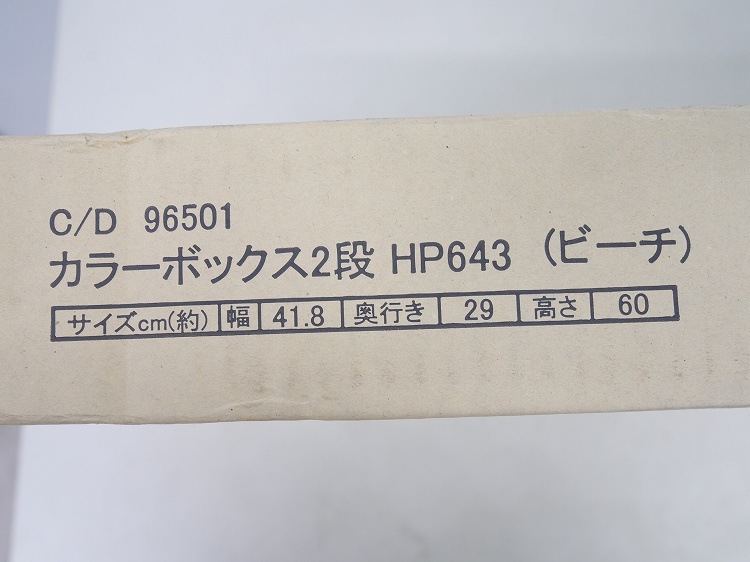 C/D 96501
カラーボックス2段 HP643 (ビーチ)
サイズcm(約) 幅 41.8 奥行き 29 高さ 60